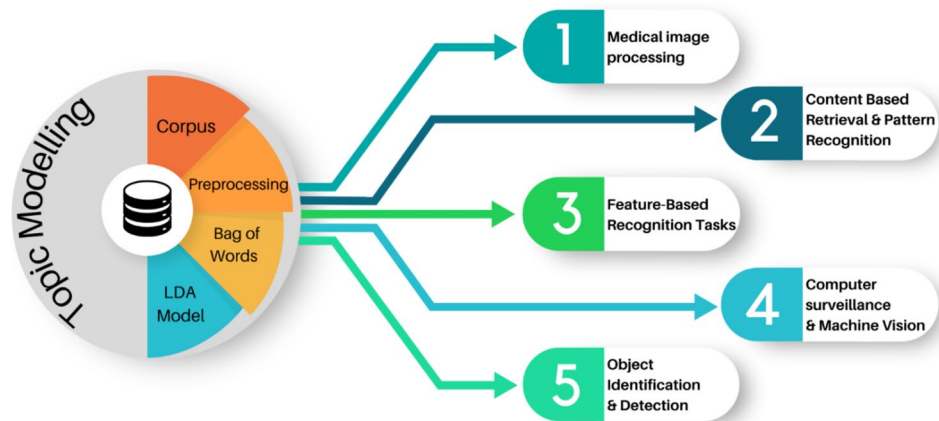 Topic Modelling
Corpus
Preprocessing
Bag of
Words
LDA
Model
1
Medical image
processing
2
Content Based
Retrieval & Pattern
Recognition
3
Feature-Based
Recognition Tasks
4
Computer
surveillance
& Machine Vision
5
Object
Identification
& Detection